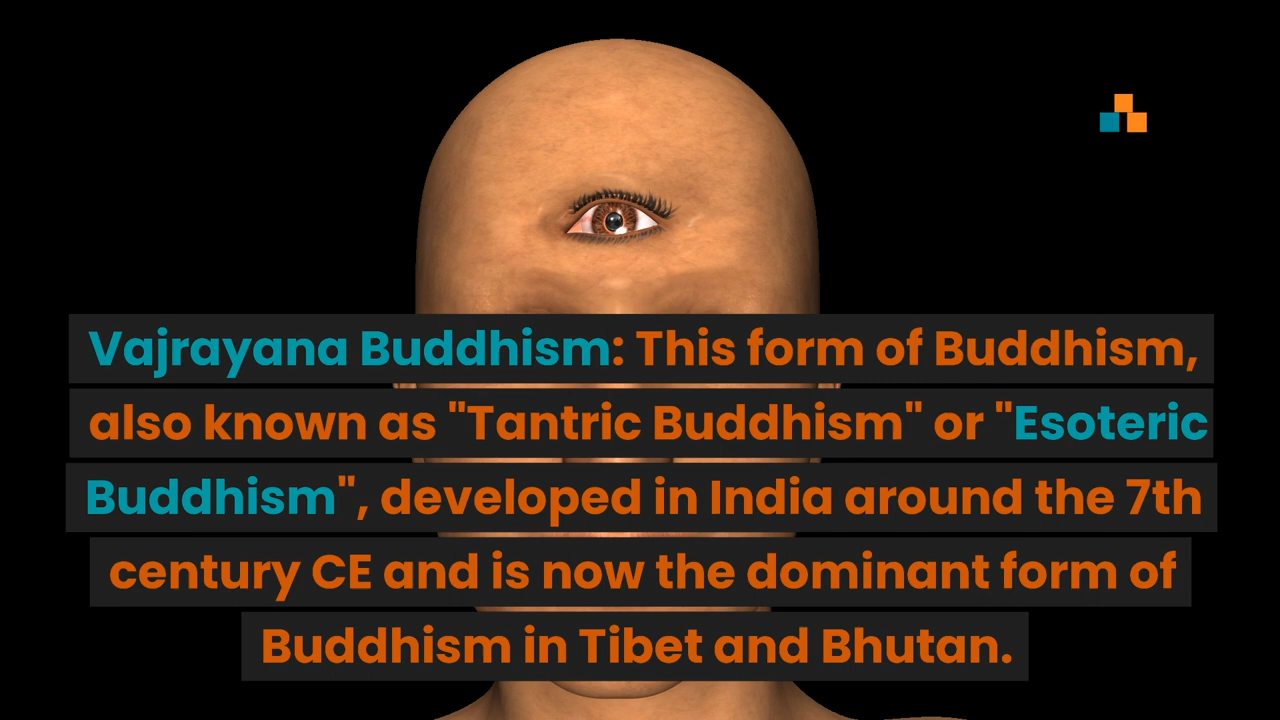 Vajrayana Buddhism: This form of Buddhism,
also known as "Tantric Buddhism" or "Esoteric
Buddhism", developed in India around the 7th
century CE and is now the dominant form of
Buddhism in Tibet and Bhutan.